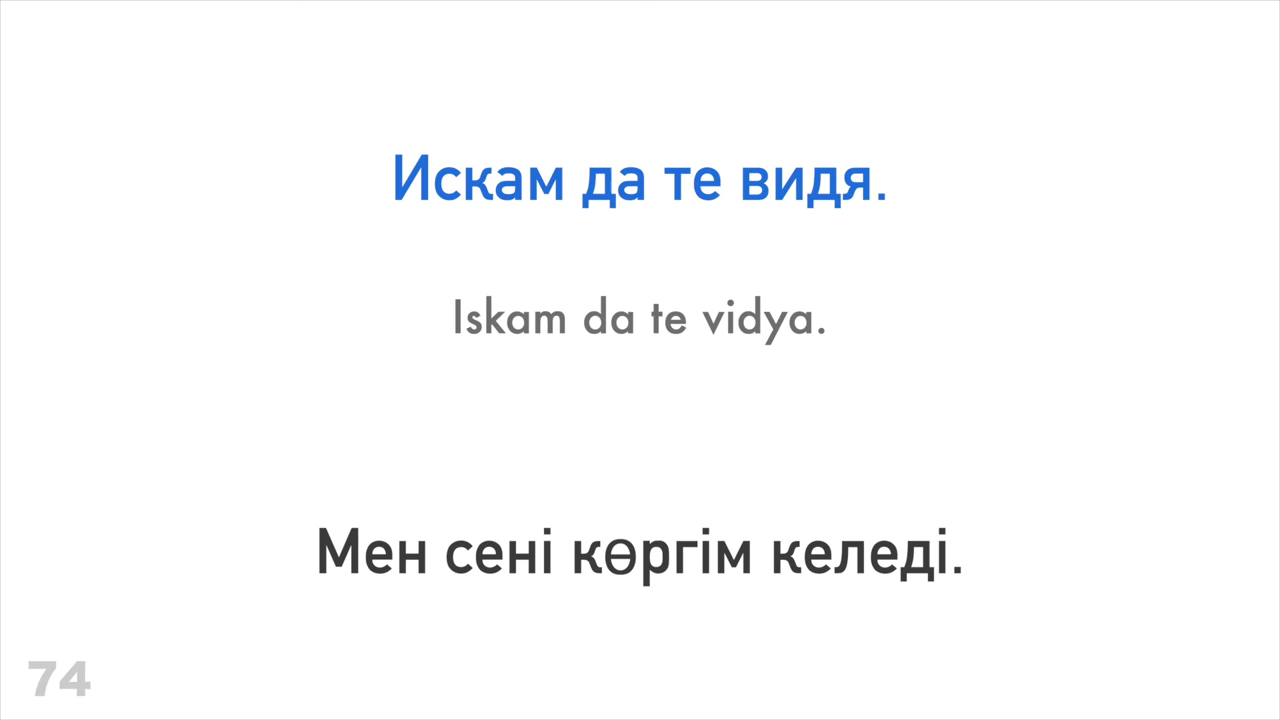 Искам да те видя.
Iskam da te vidya.
Мен сені көргім келеді.
74